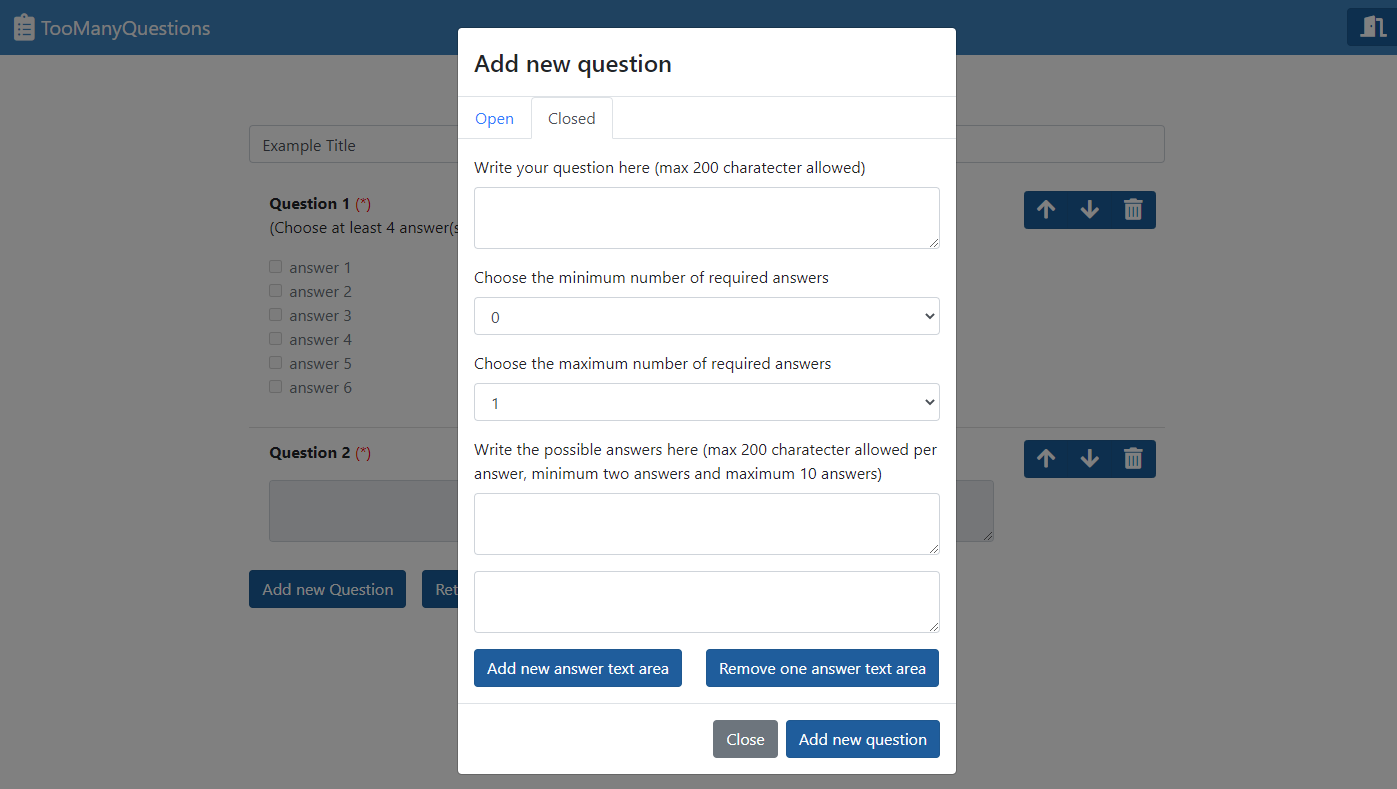 TooManyQuestions
Add new question
Open
Closed
Example Title
Write your question here (max 200 charatecter allowed)
Question 1 (*)
(Choose at least 4 answer(s
answer 1
answer 2
answer 3
answer 4
answer 5
answer 6
Choose the minimum number of required answers
0
Choose the maximum number of required answers
1
Question 2 (*)
Write the possible answers here (max 200 charatecter allowed per
answer, minimum two answers and maximum 10 answers)
Add new Question
Ret
Add new answer text area
Remove one answer text area
Close
Add new question